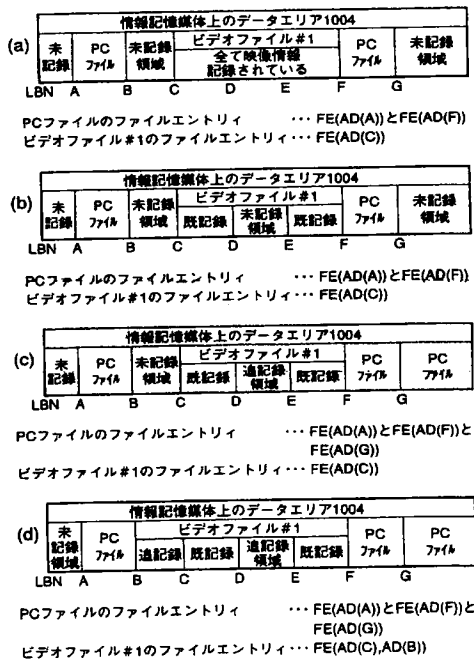 (a)
情報記憶媒体上のデータエリア1004
未記録 PCファイル 未記録領域 ビデオファイル#1 全て映像情報記録されている PCファイル 未記録領域
LBN A B C D E F G
PCファイルのファイルエントリィ ··· FE(AD(A))とFE(AD(F))
ビデオファイル#1のファイルエントリィ··· FE(AD(C))
(b)
情報記憶媒体上のデータエリア1004
未記録 PCファイル 未記録領域 ビデオファイル#1 既記録 未記録領域 既記録 PCファイル 未記録領域
LBN A B C D E F G
PCファイルのファイルエントリィ ··· FE(AD(A))とFE(AD(F))
ビデオファイル#1のファイルエントリィ··· FE(AD(C))
(c)
情報記憶媒体上のデータエリア1004
未記録 PCファイル 未記録領域 ビデオファイル#1 既記録 追記録領域 既記録 PCファイル PCファイル
LBN A B C D E F G
PCファイルのファイルエントリィ ··· FE(AD(A))とFE(AD(F))と
FE(AD(G))
ビデオファイル#1のファイルエントリィ··· FE(AD(C))
(d)
情報記憶媒体上のデータエリア1004
未記録領域 PCファイル ビデオファイル#1 追記録 既記録 追記録領域 既記録 PCファイル PCファイル
LBN A B C D E F G
PCファイルのファイルエントリィ ··· FE(AD(A))とFE(AD(F))と
FE(AD(G))
ビデオファイル#1のファイルエントリィ··· FE(AD(C),AD(B))